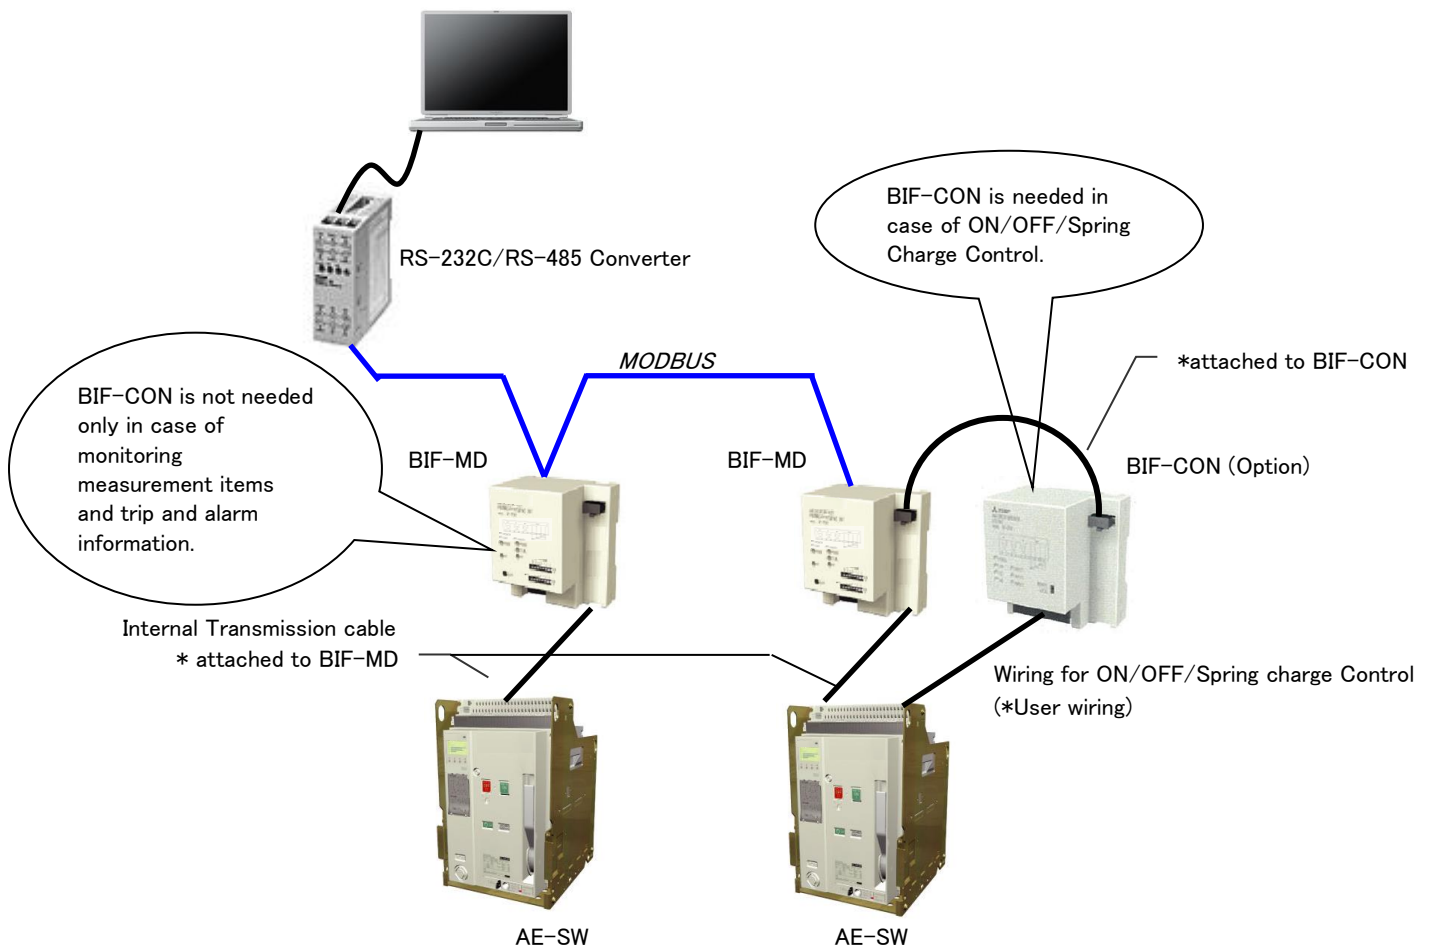 BIF-CON is needed in
case of ON/OFF/Spring
Charge Control.
RS-232C/RS-485 Converter
MODBUS
*attached to BIF-CON
BIF-CON is not needed
only in case of
monitoring
measurement items
and trip and alarm
information.
BIF-MD
BIF-MD
BIF-CON (Option)
Internal Transmission cable
* attached to BIF-MD
Wiring for ON/OFF/Spring charge Control
(*User wiring)
AE-SW
AE-SW